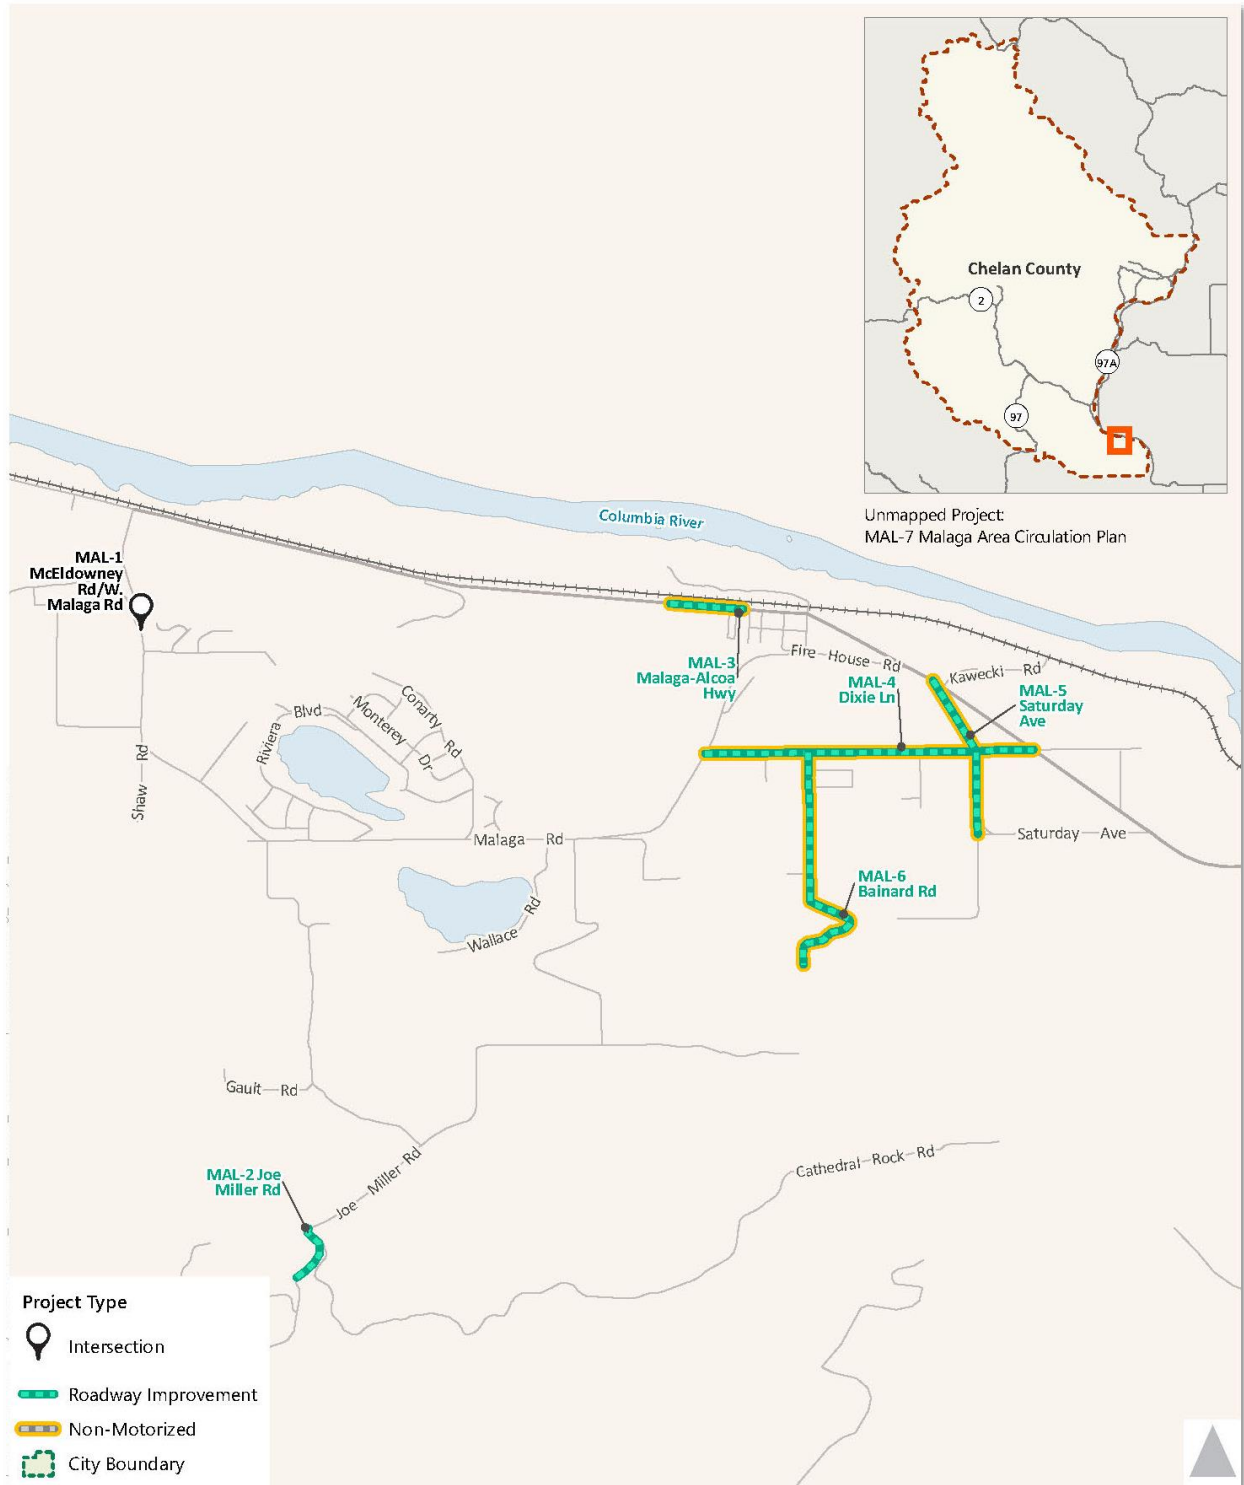 Chelan County
2
97A
97
Unmapped Project:
MAL-7 Malaga Area Circulation Plan
Columbia River
MAL-1
McEldowney
Rd/W.
Malaga Rd
MAL-3
Malaga-Alcoa
Hwy
Fire House Rd
MAL-4
Dixie Ln
Kawecki Rd
MAL-5
Saturday
Ave
Conarty Rd
Monterey Dr
Riviera Blvd
Shaw Rd
Malaga Rd
Saturday Ave
MAL-6
Bainard Rd
Wallace Rd
Gault Rd
Joe Miller Rd
Cathedral Rock Rd
MAL-2 Joe
Miller Rd
Project Type
Intersection
Roadway Improvement
Non-Motorized
City Boundary